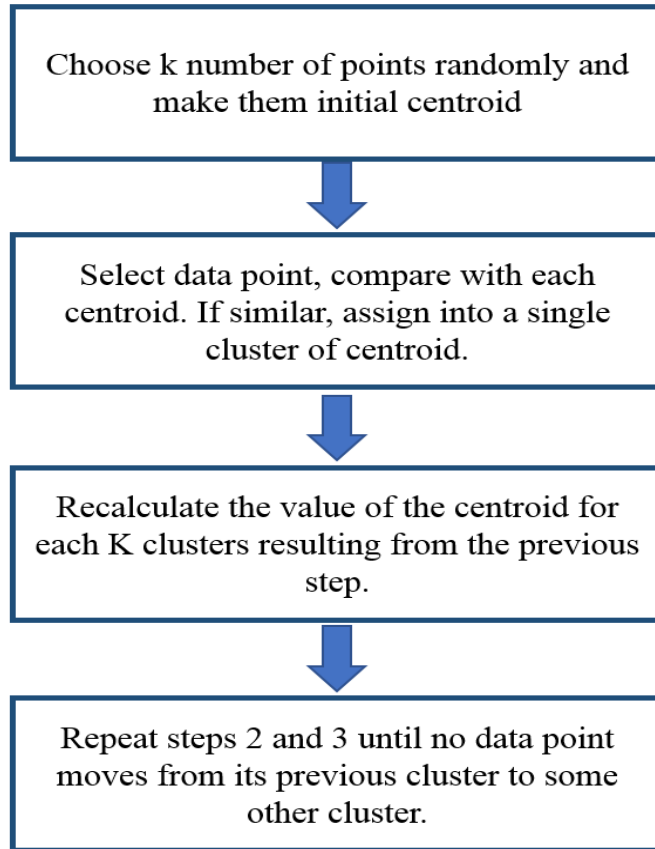 Choose k number of points randomly and
make them initial centroid
Select data point, compare with each
centroid. If similar, assign into a single
cluster of centroid.
Recalculate the value of the centroid for
each K clusters resulting from the previous
step.
Repeat steps 2 and 3 until no data point
moves from its previous cluster to some
other cluster.